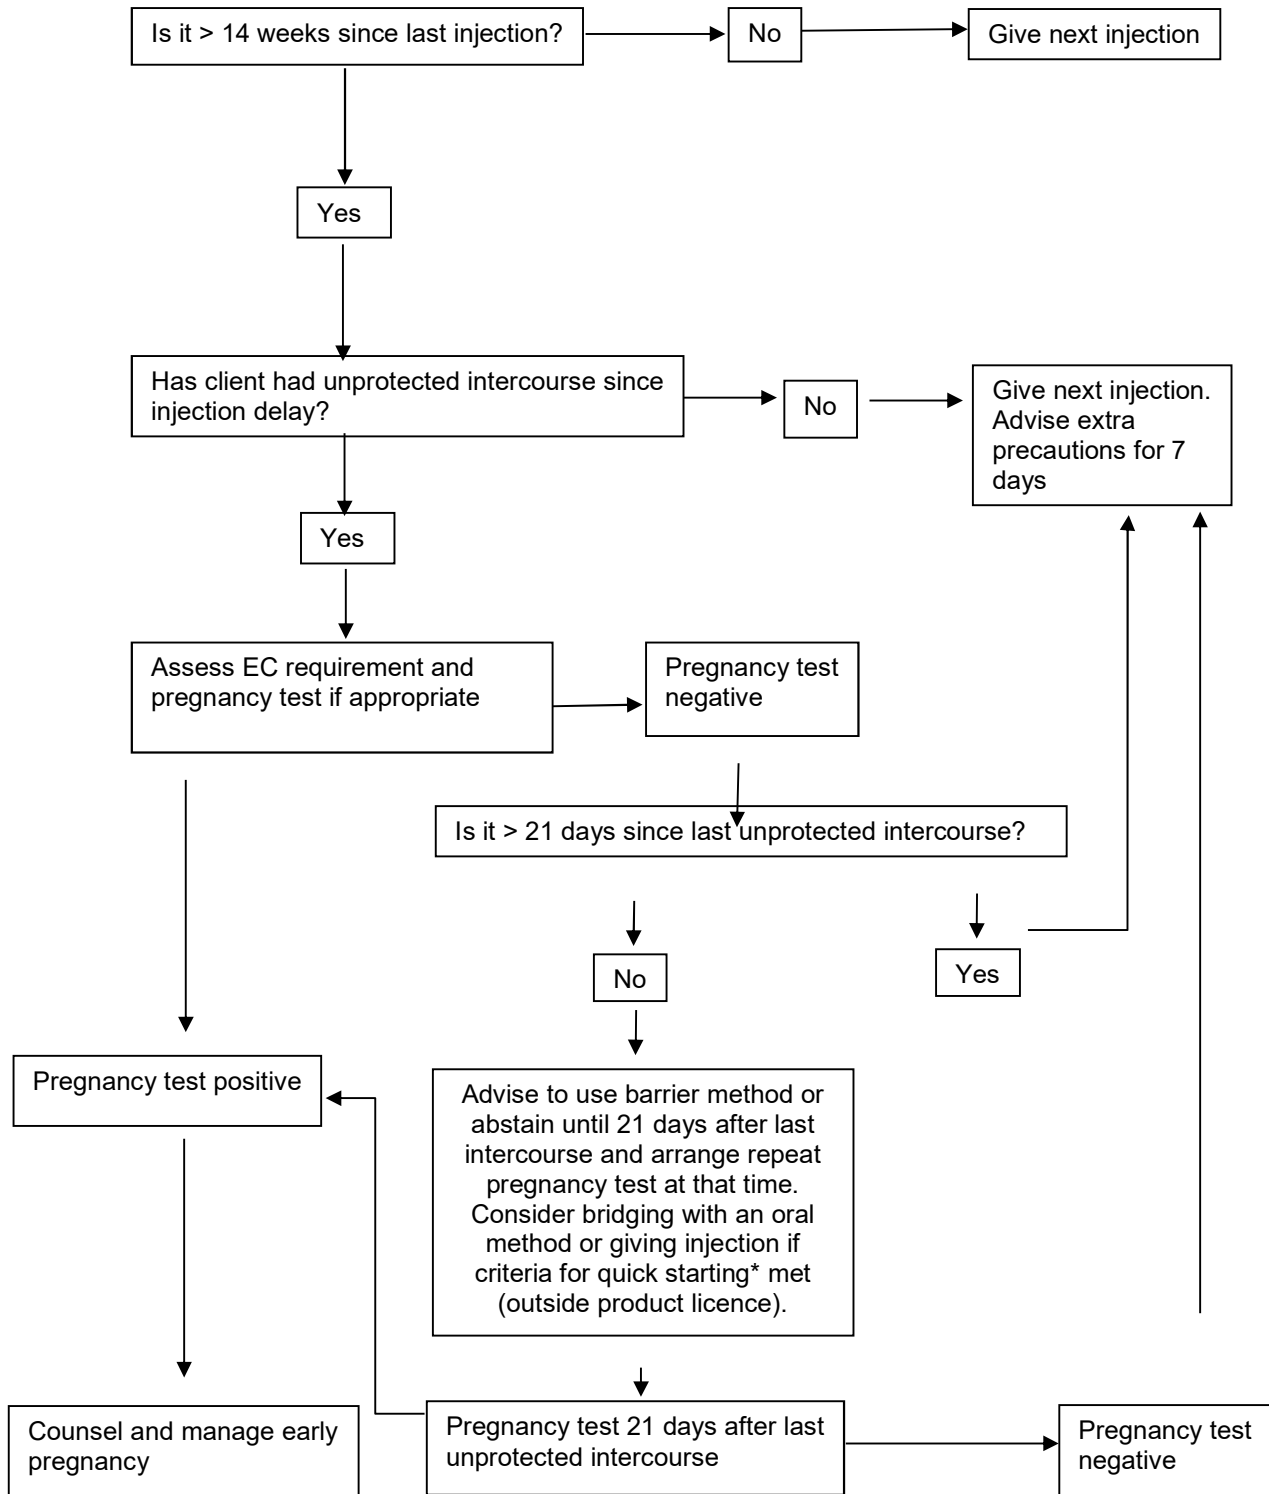 Is it > 14 weeks since last injection?
No
Give next injection
Yes
Has client had unprotected intercourse since
injection delay?
No
Give next injection.
Advise extra
precautions for 7
days
Yes
Assess EC requirement and
pregnancy test if appropriate
Pregnancy test
negative
Is it > 21 days since last unprotected intercourse?
No
Yes
Pregnancy test positive
Advise to use barrier method or
abstain until 21 days after last
intercourse and arrange repeat
pregnancy test at that time.
Consider bridging with an oral
method or giving injection if
criteria for quick starting* met
(outside product licence).
Counsel and manage early
pregnancy
Pregnancy test 21 days after last
unprotected intercourse
Pregnancy test
negative